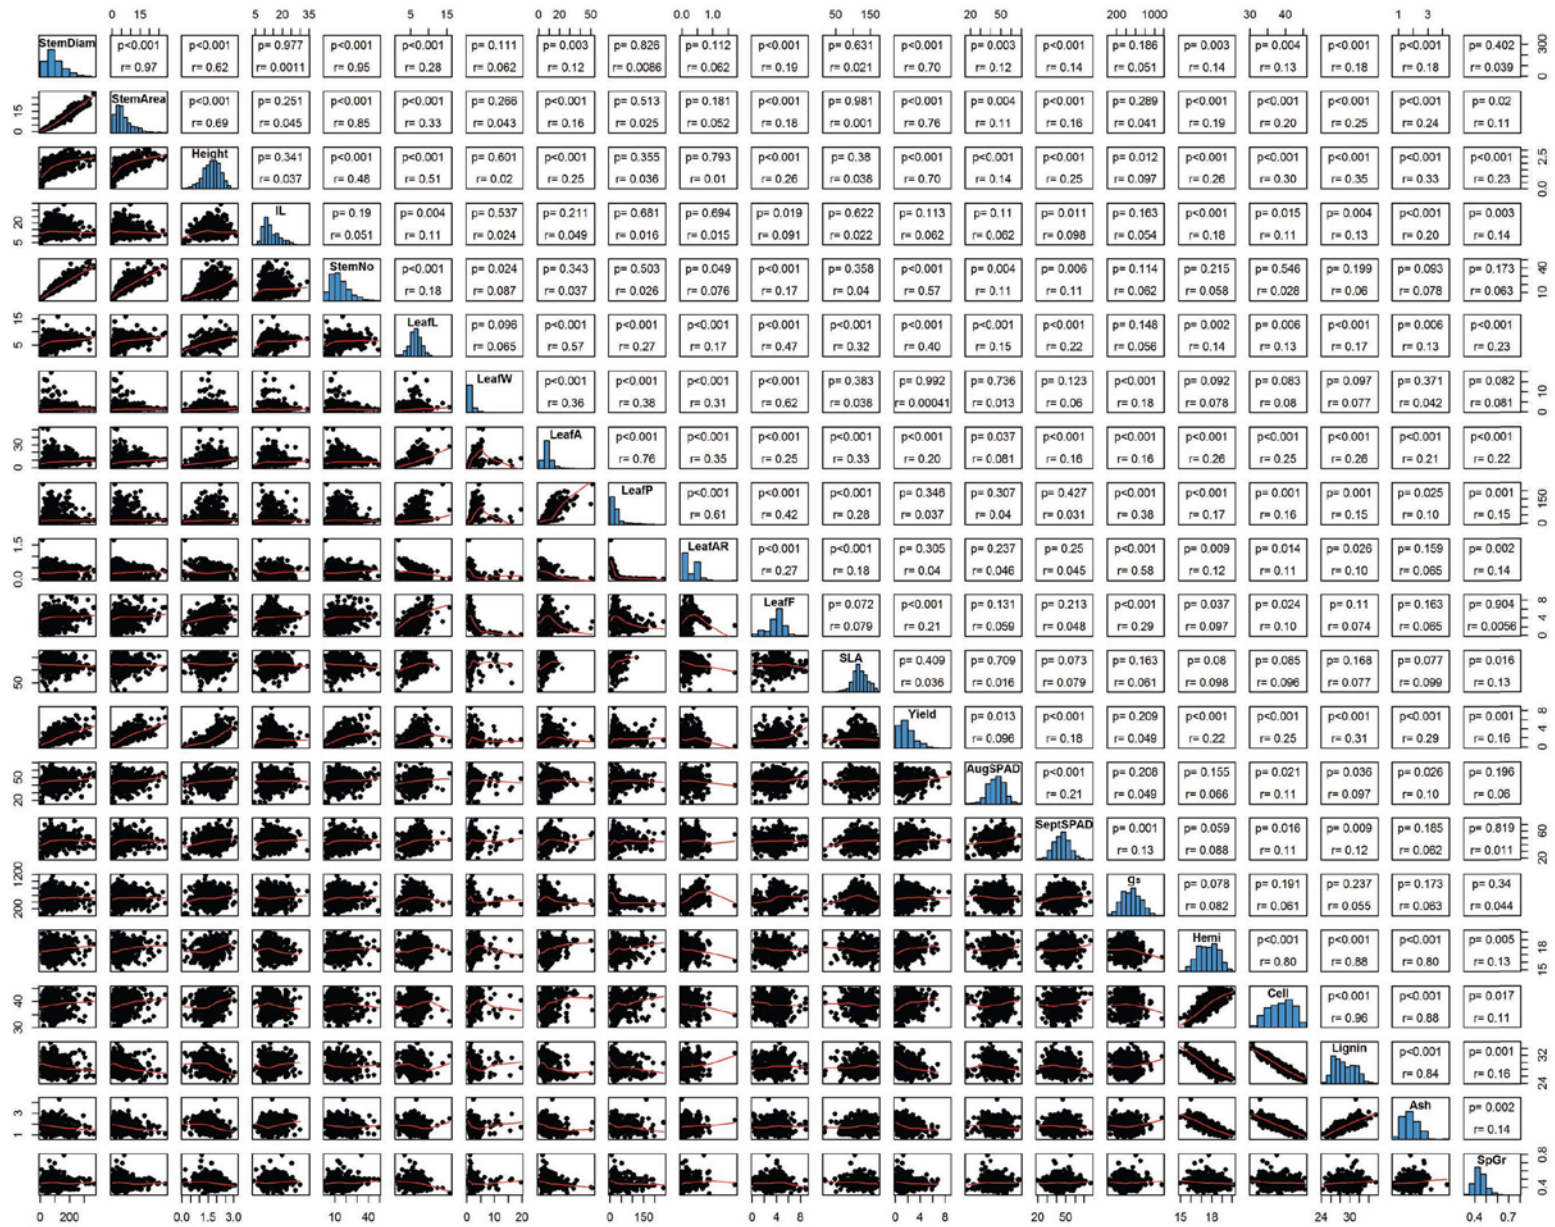 0 15 5 20 35 5 15 0 20 50 0.0 1.0 50 150 20 50 200 1000 30 40 1 3
StemDiam p<0.001 p<0.001 p= 0.977 p<0.001 p<0.001 p= 0.111 p= 0.003 p= 0.826 p= 0.112 p<0.001 p= 0.631 p<0.001 p= 0.003 p<0.001 p= 0.186 p= 0.003 p= 0.004 p<0.001 p<0.001 p= 0.402 0 300
r= 0.97 r= 0.62 r= 0.0011 r= 0.95 r= 0.28 r= 0.062 r= 0.12 r= 0.0086 r= 0.062 r= 0.19 r= 0.021 r= 0.70 r= 0.12 r= 0.14 r= 0.051 r= 0.14 r= 0.13 r= 0.18 r= 0.18 r= 0.039
0 15 StemArea p<0.001 p= 0.251 p<0.001 p<0.001 p= 0.266 p<0.001 p= 0.513 p= 0.181 p<0.001 p= 0.981 p<0.001 p= 0.004 p<0.001 p= 0.289 p<0.001 p<0.001 p<0.001 p<0.001 p= 0.02
r= 0.69 r= 0.045 r= 0.85 r= 0.33 r= 0.043 r= 0.16 r= 0.025 r= 0.052 r= 0.18 r= 0.001 r= 0.76 r= 0.11 r= 0.16 r= 0.041 r= 0.19 r= 0.20 r= 0.25 r= 0.24 r= 0.11
Height p= 0.341 p<0.001 p<0.001 p= 0.601 p<0.001 p= 0.355 p= 0.793 p<0.001 p= 0.38 p<0.001 p<0.001 p<0.001 p= 0.012 p<0.001 p<0.001 p<0.001 p<0.001 p<0.001 0.0 2.5
r= 0.037 r= 0.48 r= 0.51 r= 0.02 r= 0.25 r= 0.036 r= 0.01 r= 0.26 r= 0.038 r= 0.70 r= 0.14 r= 0.25 r= 0.097 r= 0.26 r= 0.30 r= 0.35 r= 0.33 r= 0.23
5 20 IL p= 0.19 p= 0.004 p= 0.537 p= 0.211 p= 0.681 p= 0.694 p= 0.019 p= 0.622 p= 0.113 p= 0.11 p= 0.011 p= 0.163 p<0.001 p= 0.015 p= 0.004 p<0.001 p= 0.003
r= 0.051 r= 0.11 r= 0.024 r= 0.049 r= 0.016 r= 0.015 r= 0.091 r= 0.022 r= 0.062 r= 0.062 r= 0.098 r= 0.054 r= 0.18 r= 0.11 r= 0.13 r= 0.20 r= 0.14
StemNo p<0.001 p= 0.024 p= 0.343 p= 0.503 p= 0.049 p<0.001 p= 0.358 p<0.001 p= 0.004 p= 0.006 p= 0.114 p= 0.215 p= 0.546 p= 0.199 p= 0.093 p= 0.173 10 40
r= 0.18 r= 0.087 r= 0.037 r= 0.026 r= 0.076 r= 0.17 r= 0.04 r= 0.57 r= 0.11 r= 0.11 r= 0.062 r= 0.058 r= 0.028 r= 0.06 r= 0.078 r= 0.063
5 15 LeafL p= 0.096 p<0.001 p<0.001 p<0.001 p<0.001 p<0.001 p<0.001 p<0.001 p<0.001 p= 0.148 p= 0.002 p= 0.006 p<0.001 p= 0.006 p<0.001
r= 0.065 r= 0.57 r= 0.27 r= 0.17 r= 0.47 r= 0.32 r= 0.40 r= 0.15 r= 0.22 r= 0.056 r= 0.14 r= 0.13 r= 0.17 r= 0.13 r= 0.23
LeafW p<0.001 p<0.001 p<0.001 p<0.001 p= 0.383 p= 0.992 p= 0.736 p= 0.123 p<0.001 p= 0.092 p= 0.083 p= 0.097 p= 0.371 p= 0.082 0 10
r= 0.36 r= 0.38 r= 0.31 r= 0.62 r= 0.038 r= 0.00041 r= 0.013 r= 0.06 r= 0.18 r= 0.078 r= 0.08 r= 0.077 r= 0.042 r= 0.081
0 30 LeafA p<0.001 p<0.001 p<0.001 p<0.001 p<0.001 p= 0.037 p<0.001 p<0.001 p<0.001 p<0.001 p<0.001 p<0.001 p<0.001
r= 0.76 r= 0.35 r= 0.25 r= 0.33 r= 0.20 r= 0.081 r= 0.16 r= 0.16 r= 0.26 r= 0.25 r= 0.26 r= 0.21 r= 0.22
LeafP p<0.001 p<0.001 p<0.001 p= 0.346 p= 0.307 p= 0.427 p<0.001 p<0.001 p= 0.001 p= 0.001 p= 0.025 p= 0.001 0 150
r= 0.61 r= 0.42 r= 0.28 r= 0.037 r= 0.04 r= 0.031 r= 0.38 r= 0.17 r= 0.16 r= 0.15 r= 0.10 r= 0.15
0.0 1.5 LeafAR p<0.001 p<0.001 p= 0.305 p= 0.237 p= 0.25 p<0.001 p= 0.009 p= 0.014 p= 0.026 p= 0.159 p= 0.002
r= 0.27 r= 0.18 r= 0.04 r= 0.046 r= 0.045 r= 0.58 r= 0.12 r= 0.11 r= 0.10 r= 0.065 r= 0.14
LeafF p= 0.072 p<0.001 p= 0.131 p= 0.213 p<0.001 p= 0.037 p= 0.024 p= 0.11 p= 0.163 p= 0.904 0 4 8
r= 0.079 r= 0.21 r= 0.059 r= 0.048 r= 0.29 r= 0.097 r= 0.10 r= 0.074 r= 0.065 r= 0.0056
50 SLA p= 0.409 p= 0.709 p= 0.073 p= 0.163 p= 0.08 p= 0.085 p= 0.168 p= 0.077 p= 0.016
r= 0.036 r= 0.016 r= 0.079 r= 0.061 r= 0.098 r= 0.096 r= 0.077 r= 0.099 r= 0.13
Yield p= 0.013 p<0.001 p= 0.209 p<0.001 p<0.001 p<0.001 p<0.001 p= 0.001 0 4 8
r= 0.096 r= 0.18 r= 0.049 r= 0.22 r= 0.25 r= 0.31 r= 0.29 r= 0.16
20 50 AugSPAD p<0.001 p= 0.208 p= 0.155 p= 0.021 p= 0.036 p= 0.026 p= 0.196
r= 0.21 r= 0.049 r= 0.066 r= 0.11 r= 0.097 r= 0.10 r= 0.06
SeptSPAD p= 0.001 p= 0.059 p= 0.016 p= 0.009 p= 0.185 p= 0.819 20 60
r= 0.13 r= 0.088 r= 0.11 r= 0.12 r= 0.062 r= 0.011
200 1200 gs p= 0.078 p= 0.191 p= 0.237 p= 0.173 p= 0.34
r= 0.082 r= 0.061 r= 0.055 r= 0.063 r= 0.044
Hemi p<0.001 p<0.001 p<0.001 p= 0.005 15 18
r= 0.80 r= 0.88 r= 0.80 r= 0.13
30 40 Cell p<0.001 p<0.001 p= 0.017
r= 0.96 r= 0.88 r= 0.11
Lignin p<0.001 p= 0.001 24 32
r= 0.84 r= 0.16
1 3 Ash p= 0.002
r= 0.14
SpGr 0.4 0.8
0 200 0.0 1.5 3.0 10 40 0 5 10 20 0 150 0 4 8 0 4 8 20 50 15 18 24 30 0.4 0.7